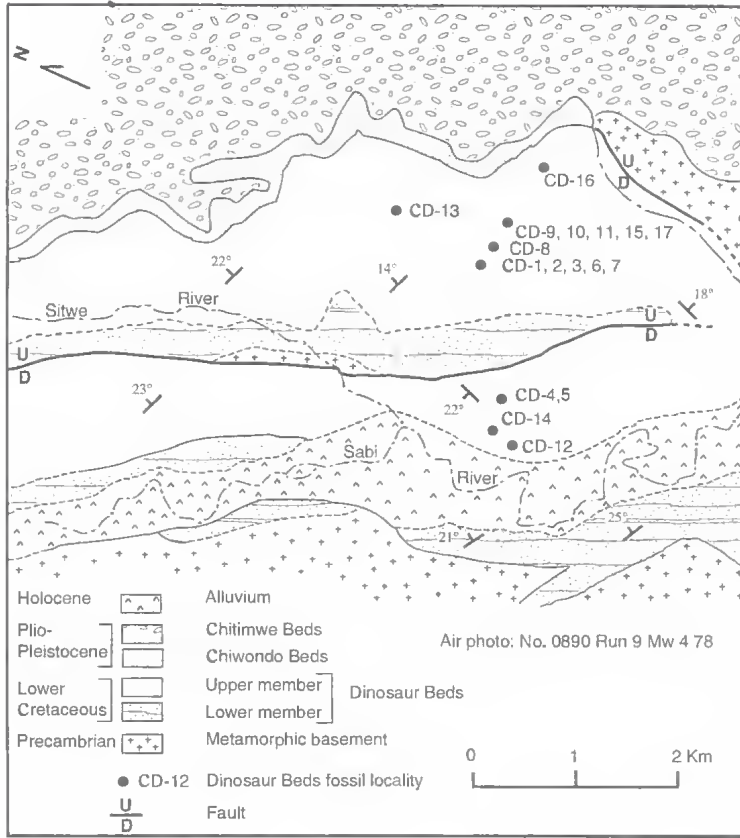 N
U
D
CD-16
CD-13
CD-9, 10, 11, 15, 17
CD-8
CD-1, 2, 3, 6, 7
22°
14°
18°
Sitwe River
U
D
U
D
23°
22°
CD-4,5
CD-14
CD-12
Sabi River
21°
25°
Holocene Alluvium
Plio-Pleistocene Chitimwe Beds
Chiwondo Beds
Air photo: No. 0890 Run 9 Mw 4 78
Lower Cretaceous Upper member Dinosaur Beds
Lower member
Precambrian Metamorphic basement
0 1 2 Km
CD-12 Dinosaur Beds fossil locality
U
D Fault